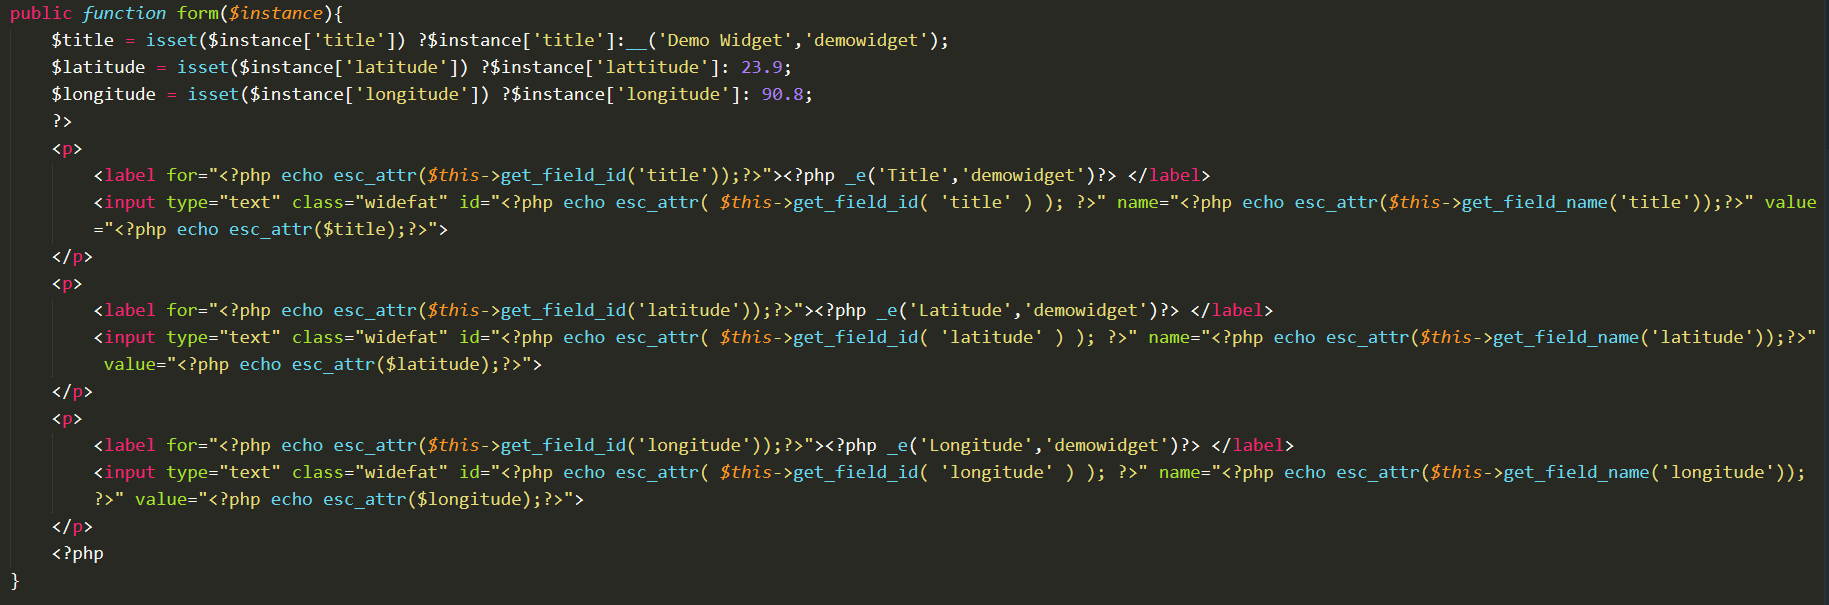 public function form($instance){
    $title = isset($instance['title']) ?$instance['title']:__('Demo Widget','demowidget');
    $latitude = isset($instance['latitude']) ?$instance['lattitude']: 23.9;
    $longitude = isset($instance['longitude']) ?$instance['longitude']: 90.8;
    ?>
    <p>
        <label for="<?php echo esc_attr($this->get_field_id('title'));?>"><?php _e('Title','demowidget')?> </label>
        <input type="text" class="widefat" id="<?php echo esc_attr( $this->get_field_id( 'title' ) ); ?>" name="<?php echo esc_attr($this->get_field_name('title'));?>" value
        ="<?php echo esc_attr($title);?>">
    </p>
    <p>
        <label for="<?php echo esc_attr($this->get_field_id('latitude'));?>"><?php _e('Latitude','demowidget')?> </label>
        <input type="text" class="widefat" id="<?php echo esc_attr( $this->get_field_id( 'latitude' ) ); ?>" name="<?php echo esc_attr($this->get_field_name('latitude'));?>"
         value="<?php echo esc_attr($latitude);?>">
    </p>
    <p>
        <label for="<?php echo esc_attr($this->get_field_id('longitude'));?>"><?php _e('Longitude','demowidget')?> </label>
        <input type="text" class="widefat" id="<?php echo esc_attr( $this->get_field_id( 'longitude' ) ); ?>" name="<?php echo esc_attr($this->get_field_name('longitude'));
        ?>" value="<?php echo esc_attr($longitude);?>">
    </p>
    <?php
}